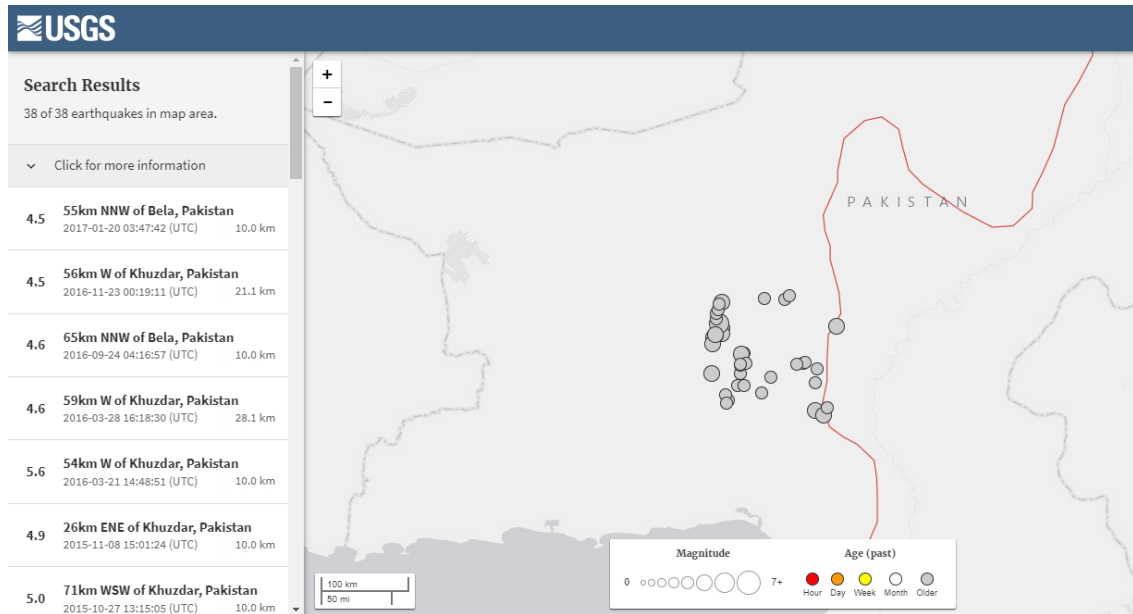 USGS
Search Results
38 of 38 earthquakes in map area.
Click for more information
4.5
55km NNW of Bela, Pakistan
2017-01-20 03:47:42 (UTC) 10.0 km
4.5
56km W of Khuzdar, Pakistan
2016-11-23 00:19:11 (UTC) 21.1 km
4.6
65km NNW of Bela, Pakistan
2016-09-24 04:16:57 (UTC) 10.0 km
4.6
59km W of Khuzdar, Pakistan
2016-03-28 16:18:30 (UTC) 28.1 km
5.6
54km W of Khuzdar, Pakistan
2016-03-21 14:48:51 (UTC) 10.0 km
4.9
26km ENE of Khuzdar, Pakistan
2015-11-08 15:01:24 (UTC) 10.0 km
5.0
71km WSW of Khuzdar, Pakistan
2015-10-27 13:15:05 (UTC) 10.0 km
+
−
PAKISTAN
100 km
50 mi
Magnitude
0 7+
Age (past)
Hour Day Week Month Older